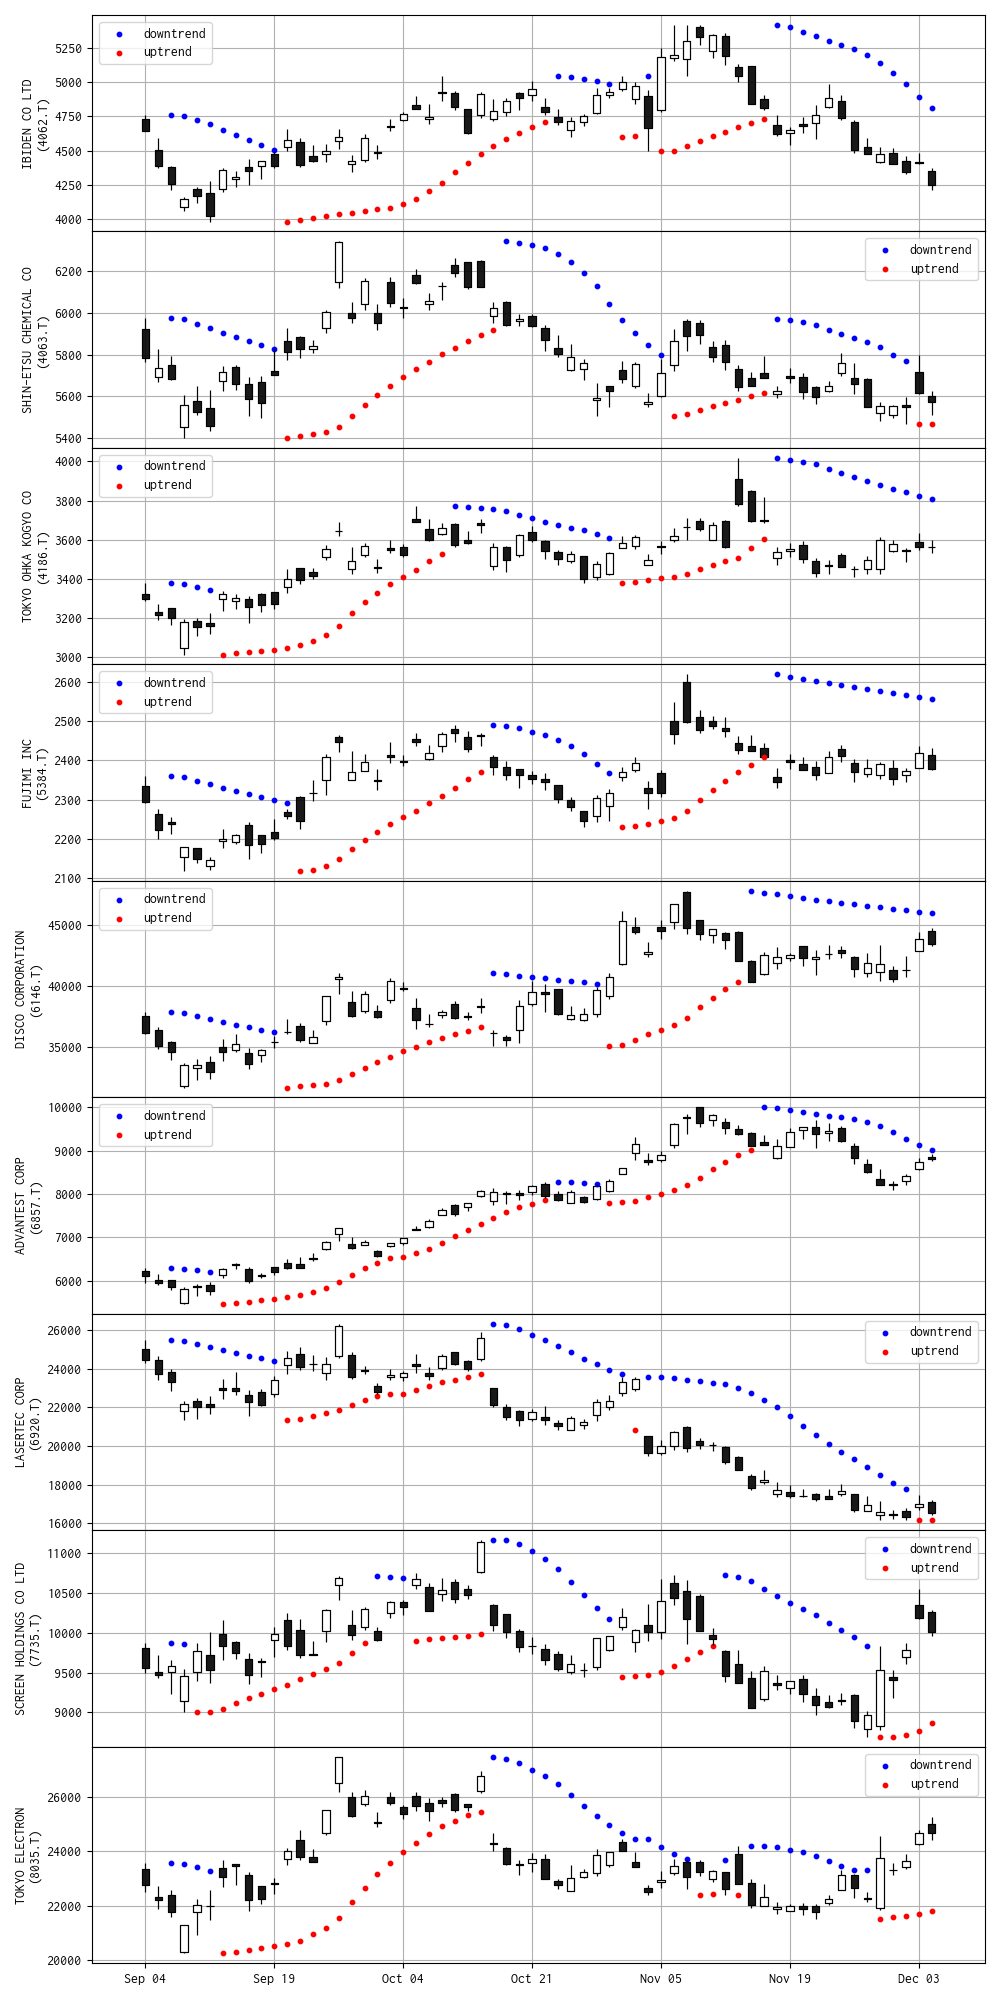 downtrend
uptrend
5250
5000
4750
4500
4250
4000
IBIDEN CO LTD
(4062.T)
downtrend
uptrend
6200
6000
5800
5600
5400
SHIN-ETSU CHEMICAL CO
(4063.T)
downtrend
uptrend
4000
3800
3600
3400
3200
3000
TOKYO OHKA KOGYO CO
(4186.T)
downtrend
uptrend
2600
2500
2400
2300
2200
2100
FUJIMI INC
(5384.T)
downtrend
uptrend
45000
40000
35000
DISCO CORPORATION
(6146.T)
downtrend
uptrend
10000
9000
8000
7000
6000
ADVANTEST CORP
(6857.T)
downtrend
uptrend
26000
24000
22000
20000
18000
16000
LASERTEC CORP
(6920.T)
downtrend
uptrend
11000
10500
10000
9500
9000
SCREEN HOLDINGS CO LTD
(7735.T)
downtrend
uptrend
26000
24000
22000
20000
TOKYO ELECTRON
(8035.T)
Sep 04 Sep 19 Oct 04 Oct 21 Nov 05 Nov 19 Dec 03